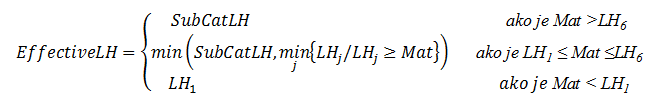 SubCatLH ako je Mat >LH₆
EffectiveLH = { min(SubCatLH, min_j{LH_j/LH_j ≥ Mat}) ako je LH₁ ≤ Mat ≤LH₆
LH₁ ako je Mat < LH₁